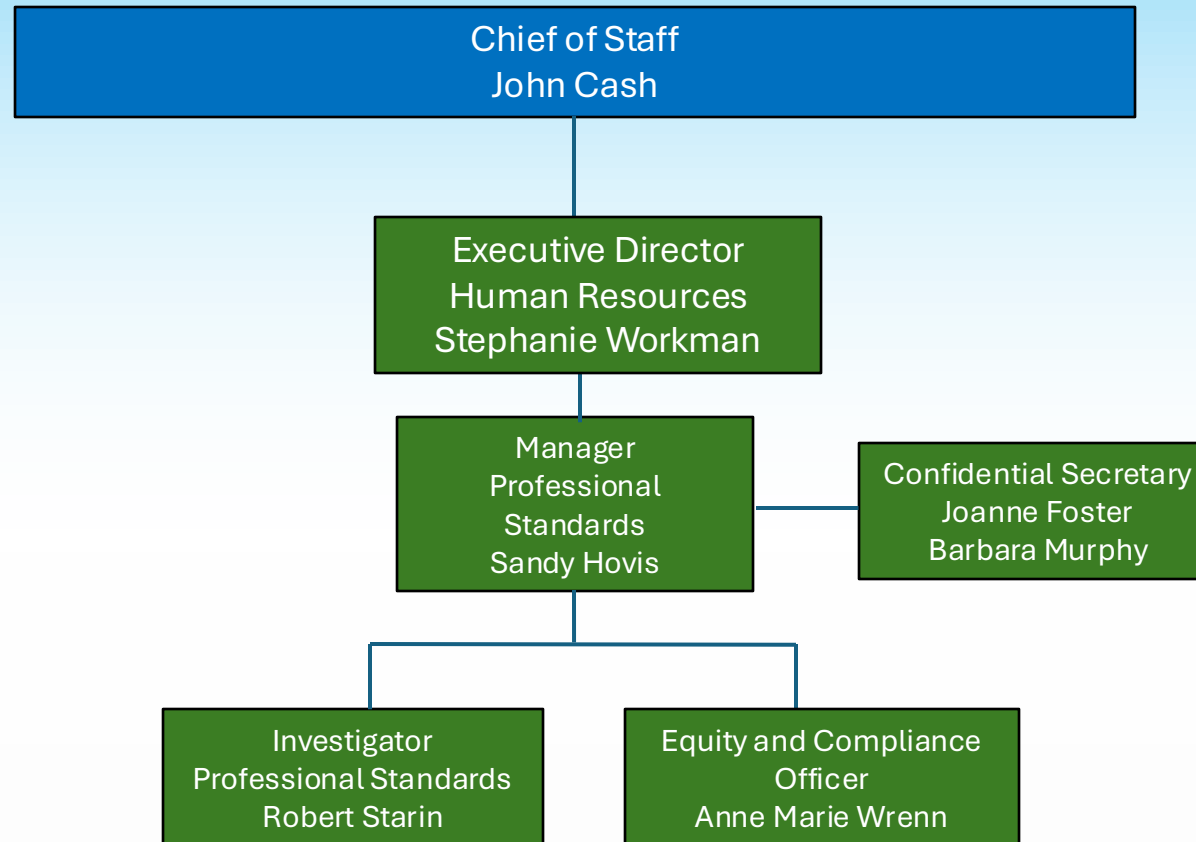 Chief of Staff
John Cash
Executive Director
Human Resources
Stephanie Workman
Manager
Professional
Standards
Sandy Hovis
Confidential Secretary
Joanne Foster
Barbara Murphy
Investigator
Professional Standards
Robert Starin
Equity and Compliance
Officer
Anne Marie Wrenn